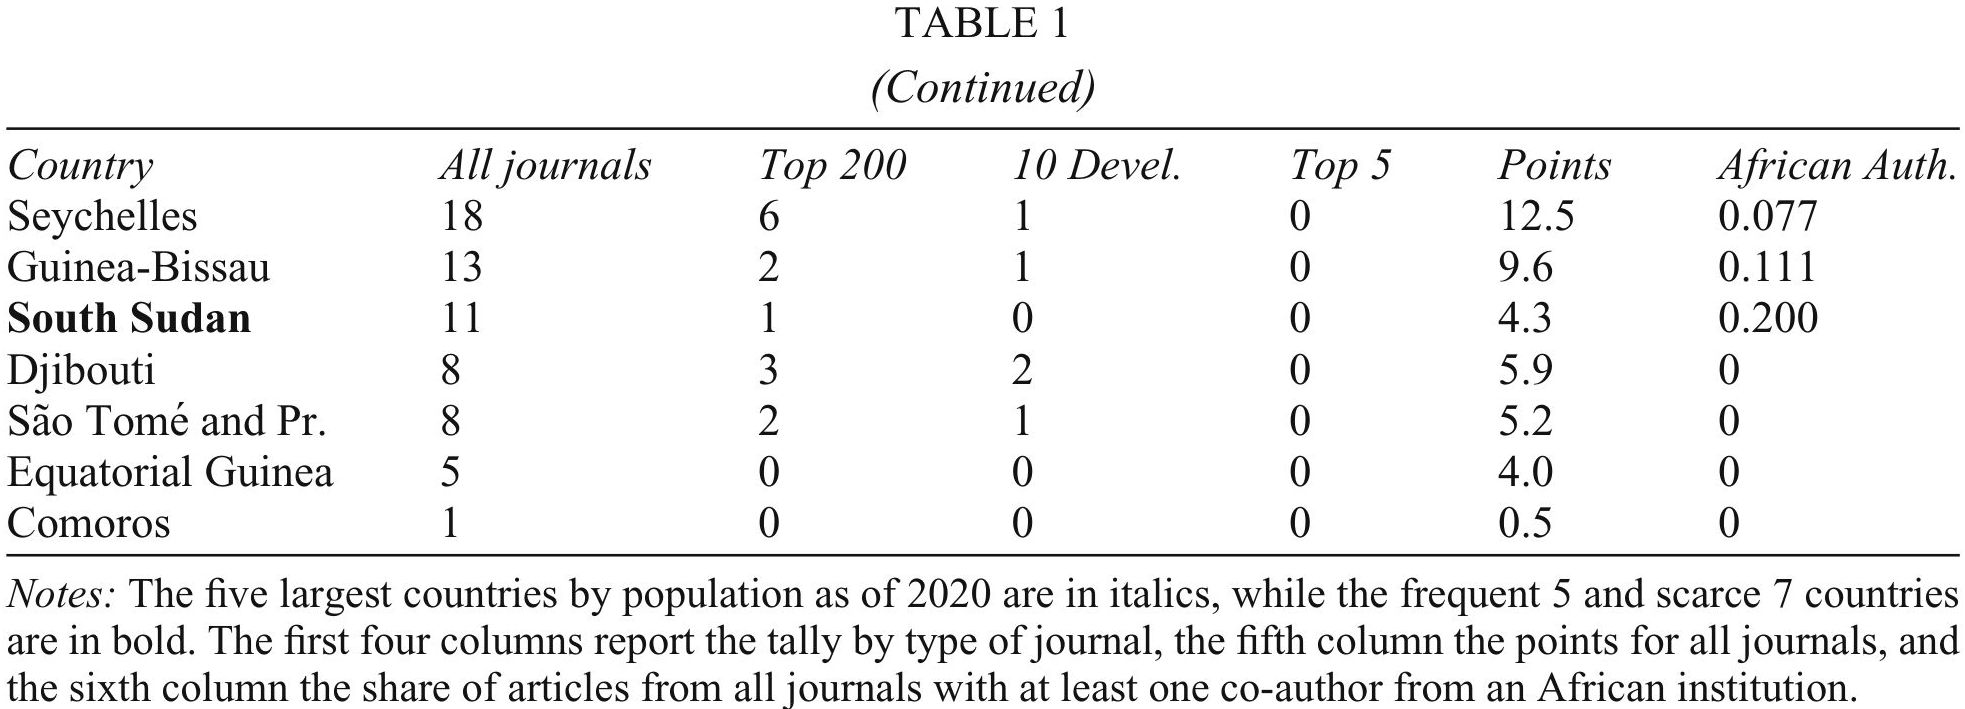 TABLE 1
(Continued)
Country All journals Top 200 10 Devel. Top 5 Points African Auth.
Seychelles 18 6 1 0 12.5 0.077
Guinea-Bissau 13 2 1 0 9.6 0.111
South Sudan 11 1 0 0 4.3 0.200
Djibouti 8 3 2 0 5.9 0
São Tomé and Pr. 8 2 1 0 5.2 0
Equatorial Guinea 5 0 0 0 4.0 0
Comoros 1 0 0 0 0.5 0
Notes: The five largest countries by population as of 2020 are in italics, while the frequent 5 and scarce 7 countries
are in bold. The first four columns report the tally by type of journal, the fifth column the points for all journals, and
the sixth column the share of articles from all journals with at least one co-author from an African institution.